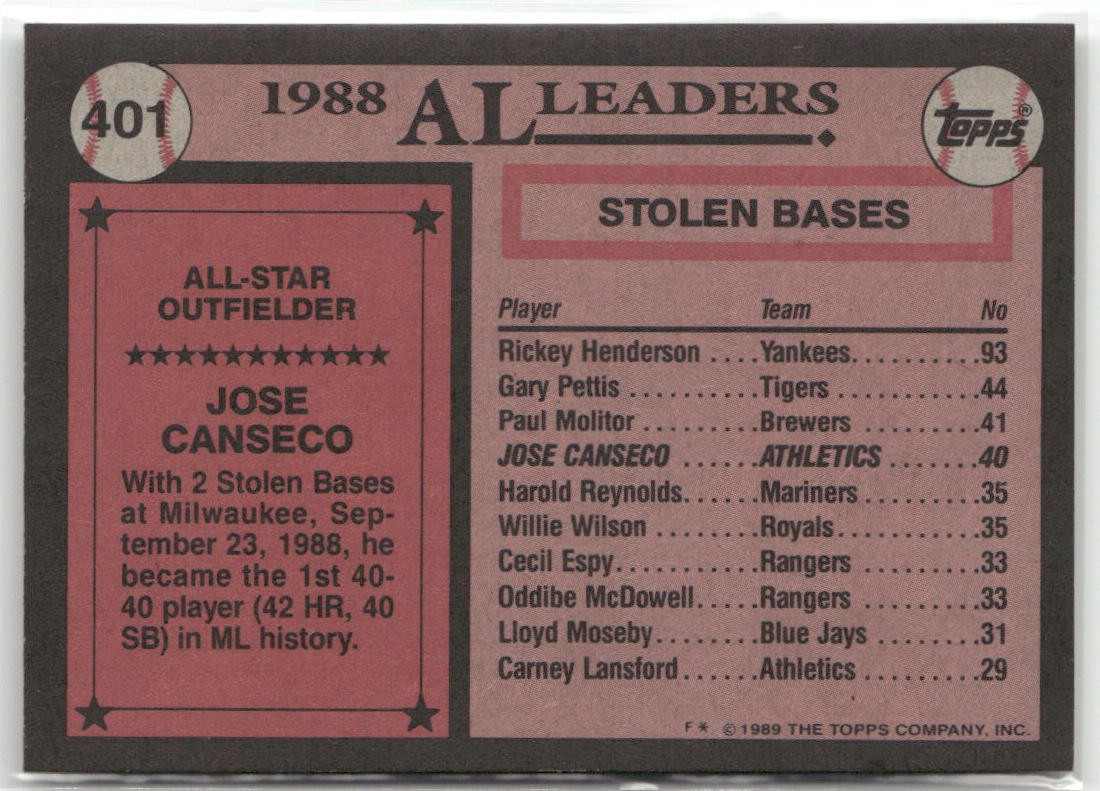 401
1988 AL LEADERS.
Topps®
ALL-STAR
OUTFIELDER
JOSE
CANSECO
With 2 Stolen Bases
at Milwaukee, Sep-
tember 23, 1988, he
became the 1st 40-
40 player (42 HR, 40
SB) in ML history.
STOLEN BASES
Player Team No
Rickey Henderson ....Yankees..........93
Gary Pettis ..........Tigers ..........44
Paul Molitor .........Brewers .........41
JOSE CANSECO ......ATHLETICS .......40
Harold Reynolds......Mariners .........35
Willie Wilson ........Royals...........35
Cecil Espy...........Rangers .........33
Oddibe McDowell.....Rangers .........33
Lloyd Moseby........Blue Jays ........31
Carney Lansford......Athletics .........29
F* ©1989 THE TOPPS COMPANY, INC.